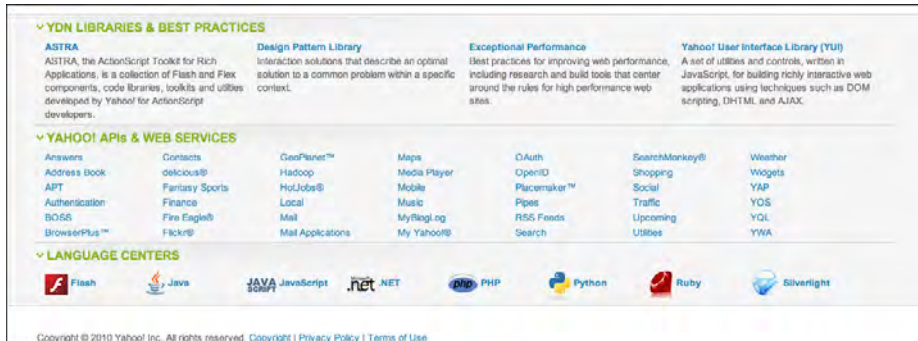 YDN LIBRARIES & BEST PRACTICES
ASTRA
ASTRA, the ActionScript Toolkit for Rich
Applications, is a collection of Flash and Flex
components, code libraries, toolkits and utilities
developed by Yahoo! for ActionScript
developers.
Design Pattern Library
Interaction solutions that describe an optimal
solution to a common problem within a specific
context.
Exceptional Performance
Best practices for improving web performance,
including research and build tools that center
around the rules for high performance web
sites.
Yahoo! User Interface Library (YUI)
A set of utilities and controls, written in
JavaScript, for building richly interactive web
applications using techniques such as DOM
scripting, DHTML and AJAX.
YAHOO! APIs & WEB SERVICES
Answers
Address Book
APT
Authentication
BOSS
BrowserPlus™
Contacts
delicious®
Fantasy Sports
Finance
Fire Eagle®
Flickr®
GeoPlanet™
Hadoop
HotJobs®
Local
Mail
Mail Applications
Maps
Media Player
Mobile
Music
MyBlogLog
My Yahoo!®
OAuth
OpenID
Placemaker™
Pipes
RSS Feeds
Search
SearchMonkey®
Shopping
Social
Traffic
Upcoming
Utilities
Weather
Widgets
YAP
YOS
YQL
YWA
LANGUAGE CENTERS
Flash
Java
JAVA
SCRIPT
JavaScript
Microsoft
.net
.NET
php
PHP
Python
Ruby
Silverlight
Copyright © 2010 Yahoo! Inc. All rights reserved. Copyright | Privacy Policy | Terms of Use